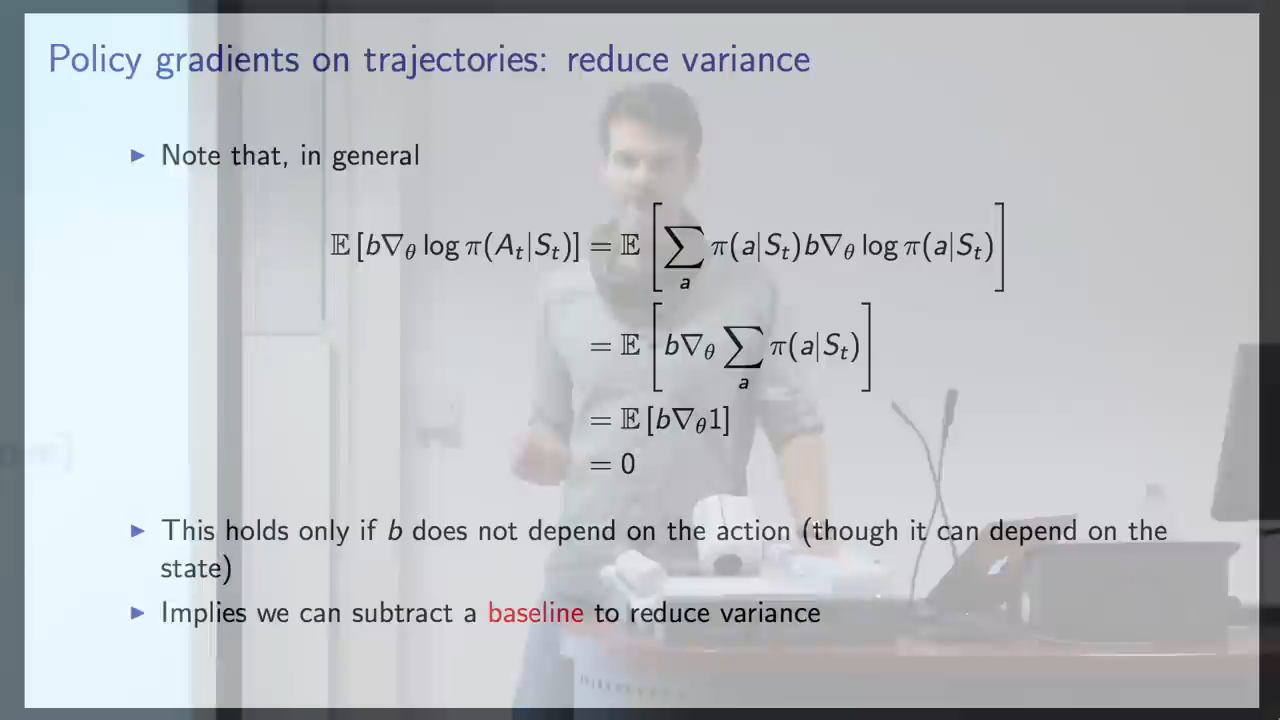 Policy gradients on trajectories: reduce variance
▶ Note that, in general
𝔼 [b∇θ log π(Aₜ|Sₜ)] = 𝔼 [∑ₐ π(a|Sₜ)b∇θ log π(a|Sₜ)]
= 𝔼 [b∇θ ∑ₐ π(a|Sₜ)]
= 𝔼 [b∇θ1]
= 0
▶ This holds only if b does not depend on the action (though it can depend on the
state)
▶ Implies we can subtract a baseline to reduce variance